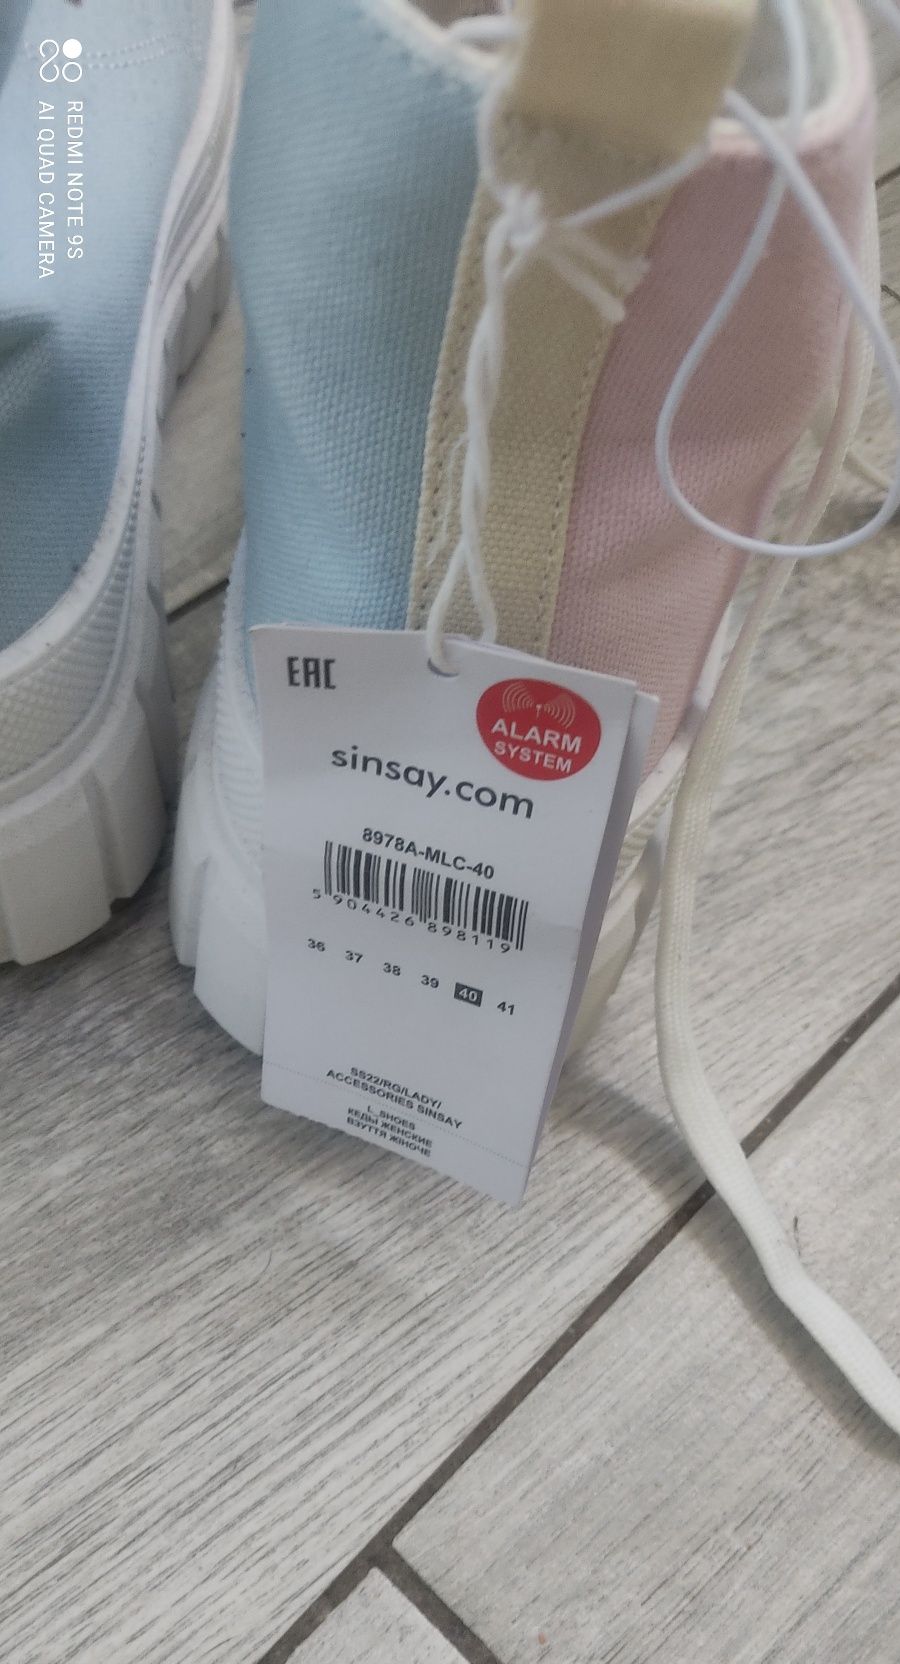 REDMI NOTE 9S
AI QUAD CAMERA
EAC
ALARM
SYSTEM
sinsay.com
8978A-MLC-40
5 904426 898119
36 37 38 39 40 41
SS22/RG/LADY/
ACCESSORIES SINSAY
L_SHOES
КЕДЫ ЖЕНСКИЕ
ВЗУТТЯ ЖІНОЧЕ